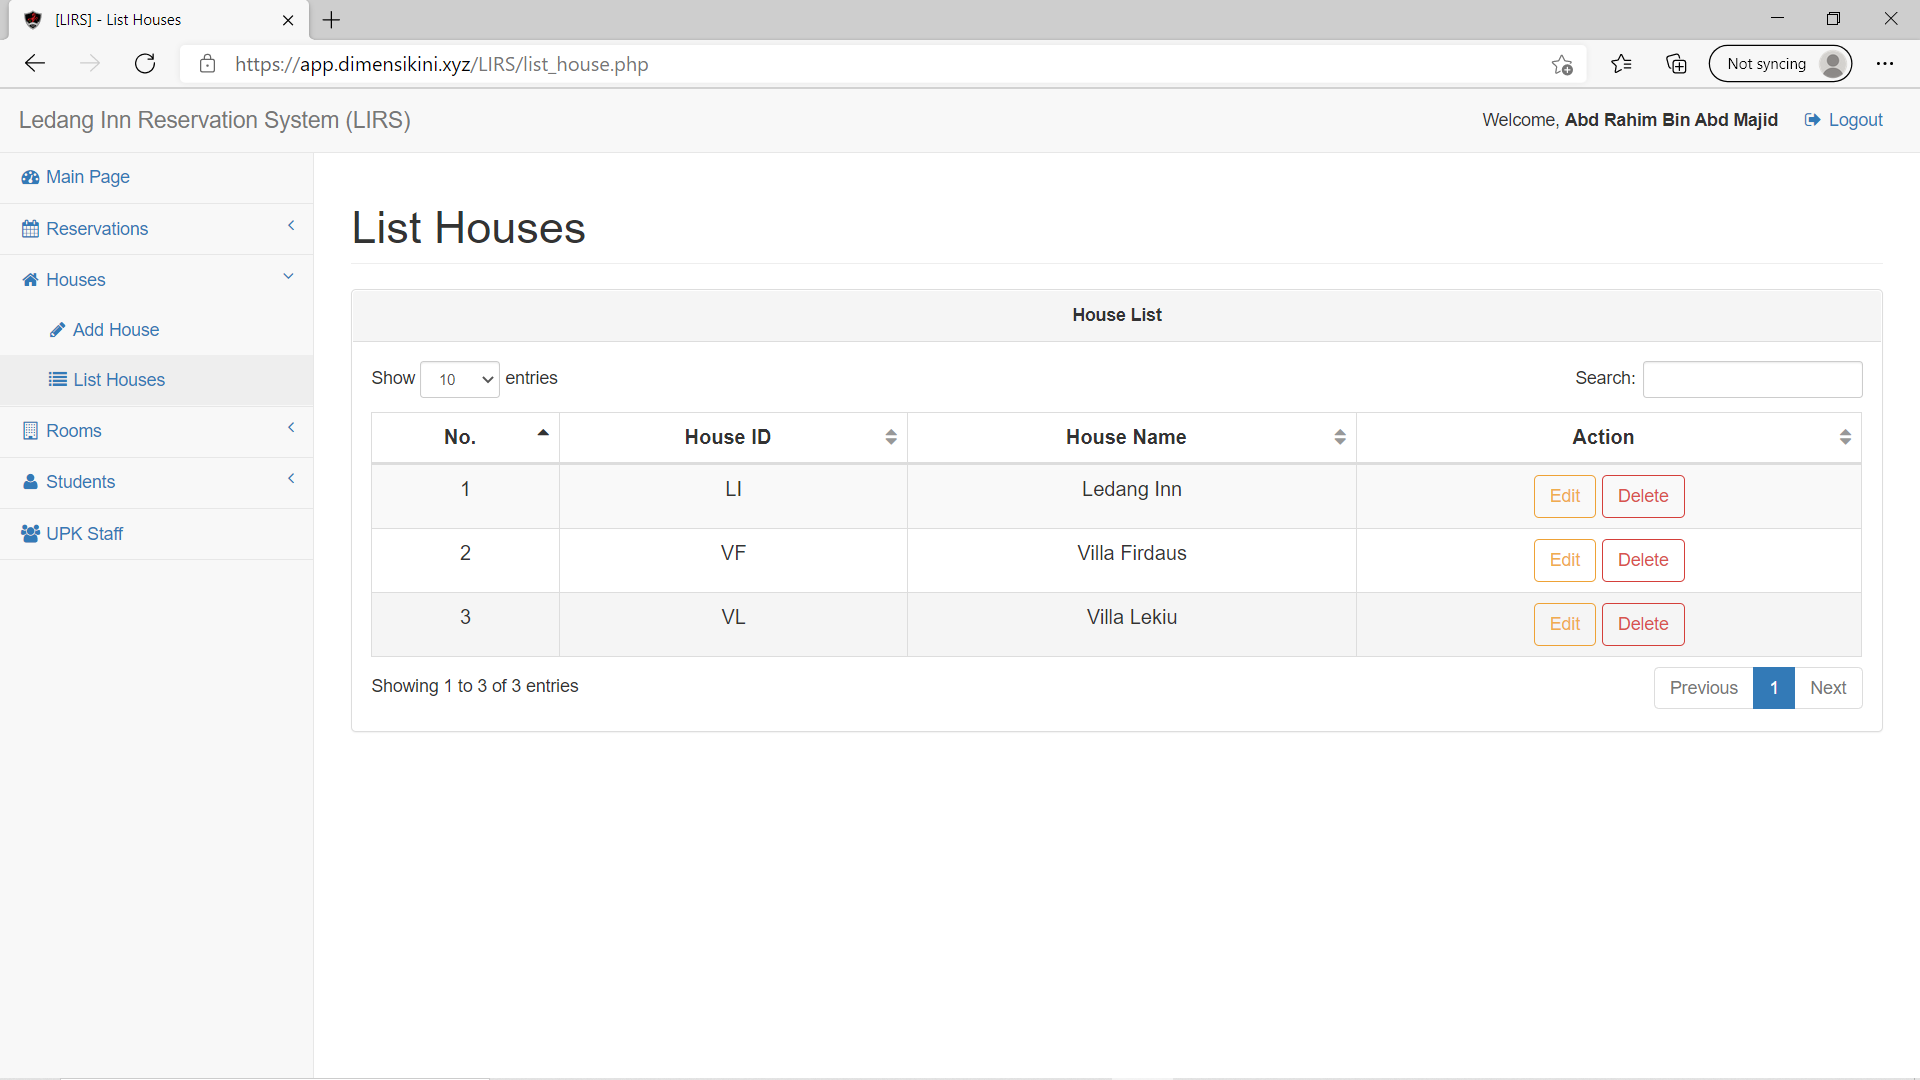 [LIRS] - List Houses
https://app.dimensikini.xyz/LIRS/list_house.php
Not syncing
Ledang Inn Reservation System (LIRS)
Welcome, Abd Rahim Bin Abd Majid Logout
Main Page
Reservations
Houses
Add House
List Houses
Rooms
Students
UPK Staff
List Houses
House List
Show 10 entries Search:
No. House ID House Name Action
1 LI Ledang Inn Edit Delete
2 VF Villa Firdaus Edit Delete
3 VL Villa Lekiu Edit Delete
Showing 1 to 3 of 3 entries Previous 1 Next